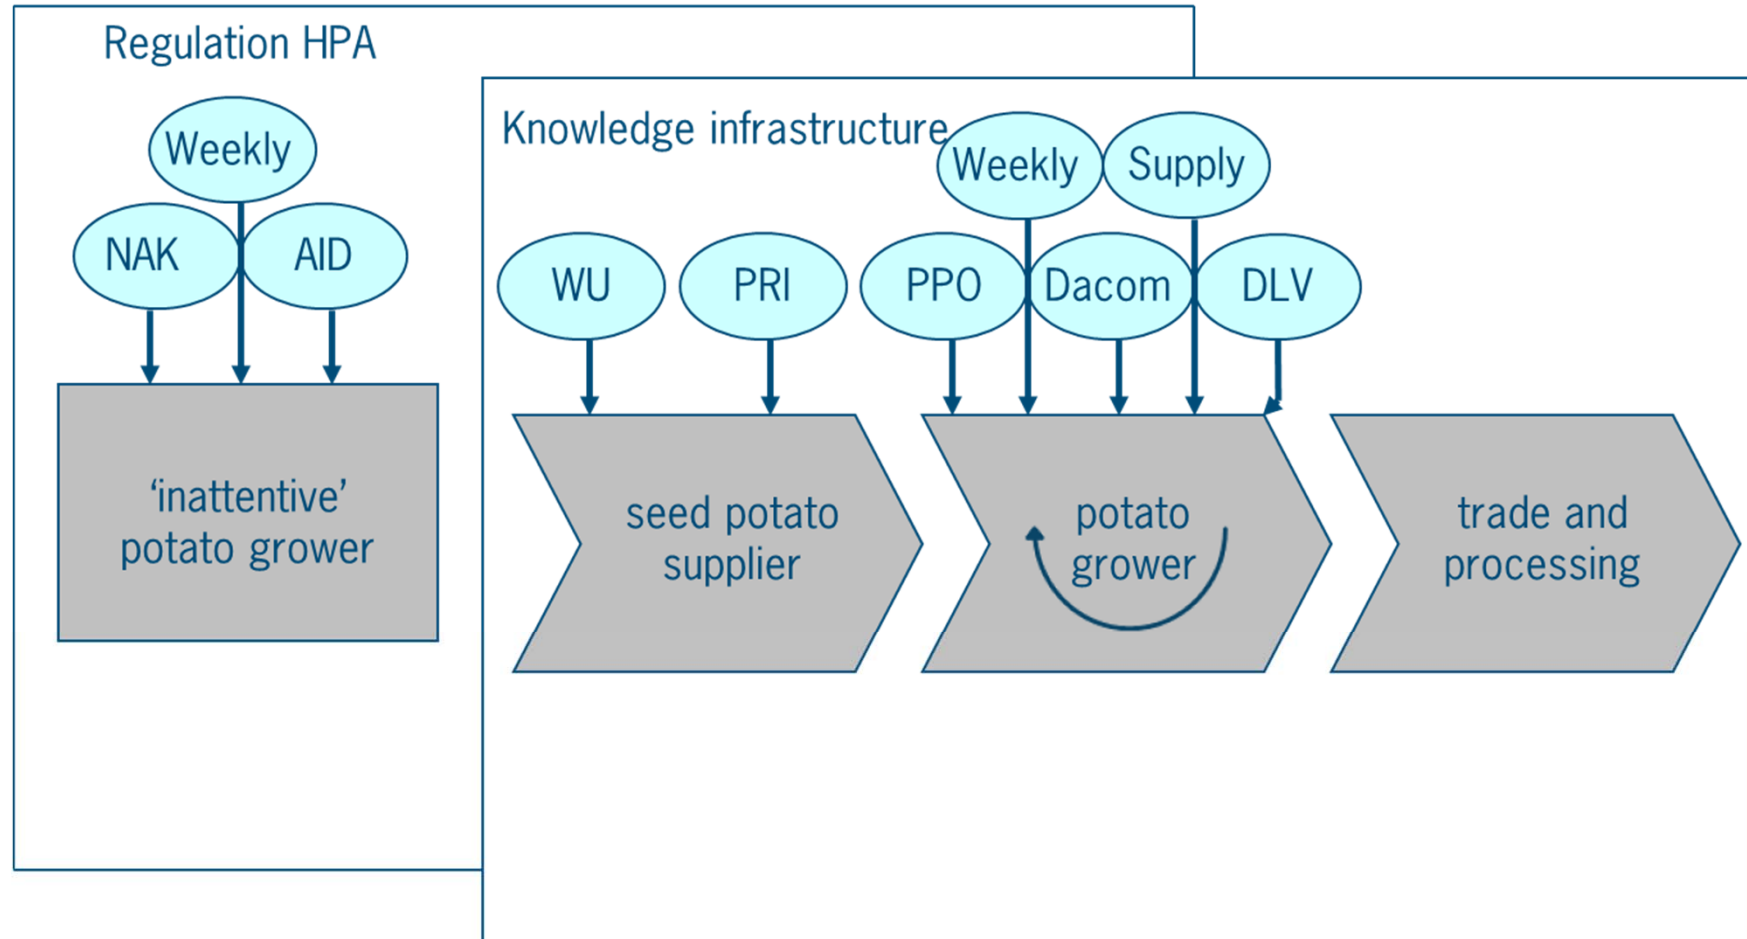 Regulation HPA
Weekly
NAK
AID
‘inattentive’
potato grower
Knowledge infrastructure
Weekly
Supply
WU
PRI
PPO
Dacom
DLV
seed potato
supplier
potato
grower
trade and
processing